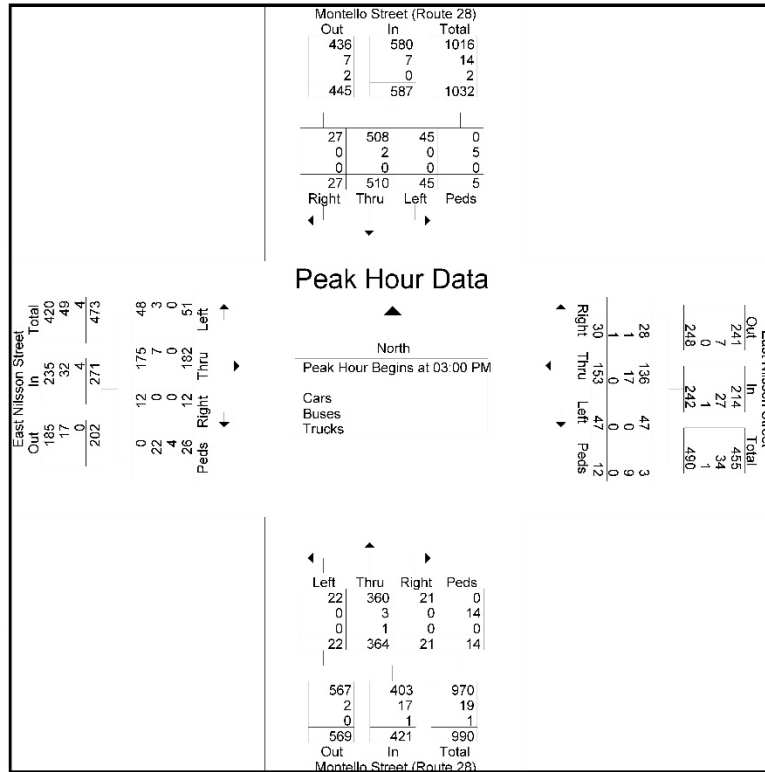 Montello Street (Route 28)
Out In Total
436 580 1016
7 7 14
2 0 2
445 587 1032
27 508 45 0
0 2 0 5
0 0 0 0
27 510 45 5
Right Thru Left Peds
Peak Hour Data
North
Peak Hour Begins at 03:00 PM
Cars
Buses
Trucks
East Nilsson Street
Out In Total
185 235 420
17 32 49
0 4 4
202 271 473
0 12 175 48
22 0 7 3
4 0 0 0
26 12 182 51
Peds Right Thru Left
East Nilsson Street
Out In Total
241 214 455
7 27 34
0 1 1
248 242 490
28 136 47 3
1 17 0 9
1 0 0 0
30 153 47 12
Right Thru Left Peds
Left Thru Right Peds
22 360 21 0
0 3 0 14
0 1 0 0
22 364 21 14
567 403 970
2 17 19
0 1 1
569 421 990
Out In Total
Montello Street (Route 28)